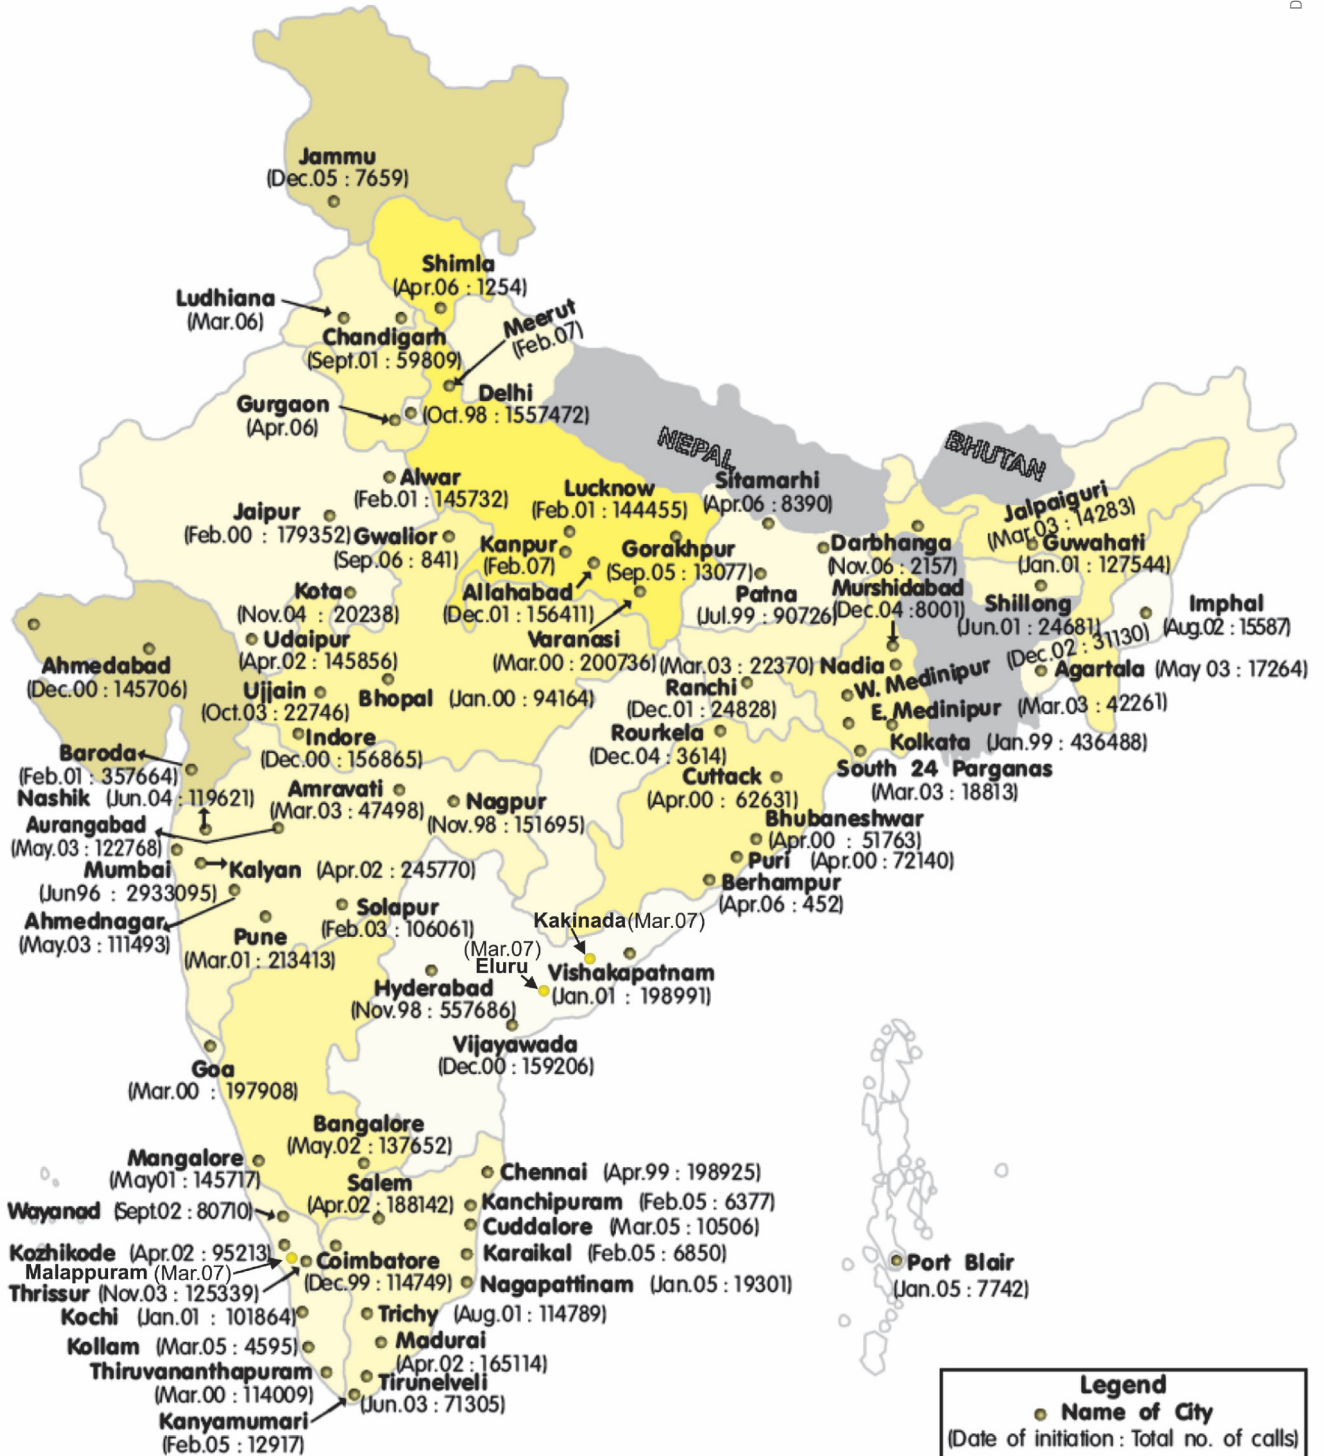 D
Jammu
(Dec.05 : 7659)
Shimla
(Apr.06 : 1254)
Ludhiana
(Mar.06)
Meerut
(Feb.07)
Chandigarh
(Sept.01 : 59809)
Delhi
(Oct.98 : 1557472)
Gurgaon
(Apr.06)
NEPAL
BHUTAN
Alwar
(Feb.01 : 145732)
Lucknow
(Feb.01 : 144455)
Sitamarhi
(Apr.06 : 8390)
Jalpaiguri
(Mar.03 : 14283)
Jaipur
(Feb.00 : 179352)
Gwalior
(Sep.06 : 841)
Kanpur
(Feb.07)
Gorakhpur
(Sep.05 : 13077)
Darbhanga
(Nov.06 : 2157)
Guwahati
(Jan.01 : 127544)
Kota
(Nov.04 : 20238)
Allahabad
(Dec.01 : 156411)
Patna
(Jul.99 : 90726)
Murshidabad
(Dec.04 : 8001)
Shillong
(Jun.01 : 24681)
Imphal
(Aug.02 : 15587)
Udaipur
(Apr.02 : 145856)
Varanasi
(Mar.00 : 200736)
(Mar.03 : 22370) Nadia
(Dec.02 : 31130)
W. Medinipur
Agartala (May 03 : 17264)
Ahmedabad
(Dec.00 : 145706)
Ujjain
(Oct.03 : 22746)
Bhopal (Jan.00 : 94164)
Ranchi
(Dec.01 : 24828)
E. Medinipur (Mar.03 : 42261)
Indore
(Dec.00 : 156865)
Rourkela
(Dec.04 : 3614)
Kolkata (Jan.99 : 436488)
Baroda
(Feb.01 : 357664)
South 24 Parganas
(Mar.03 : 18813)
Nashik (Jun.04 : 119621)
Amravati
(Mar.03 : 47498)
Nagpur
(Nov.98 : 151695)
Cuttack
(Apr.00 : 62631)
Aurangabad
(May.03 : 122768)
Bhubaneshwar
(Apr.00 : 51763)
Mumbai
(Jun96 : 2933095)
Kalyan (Apr.02 : 245770)
Puri (Apr.00 : 72140)
Berhampur
(Apr.06 : 452)
Ahmednagar
(May.03 : 111493)
Solapur
(Feb.03 : 106061)
Kakinada (Mar.07)
Pune
(Mar.01 : 213413)
(Mar.07)
Eluru
Vishakapatnam
(Jan.01 : 198991)
Hyderabad
(Nov.98 : 557686)
Vijayawada
(Dec.00 : 159206)
Goa
(Mar.00 : 197908)
Bangalore
(May.02 : 137652)
Mangalore
(May01 : 145717)
Chennai (Apr.99 : 198925)
Salem
(Apr.02 : 188142)
Kanchipuram (Feb.05 : 6377)
Wayanad (Sept.02 : 80710)
Cuddalore (Mar.05 : 10506)
Kozhikode (Apr.02 : 95213)
Karaikal (Feb.05 : 6850)
Malappuram (Mar.07)
Coimbatore
(Dec.99 : 114749)
Port Blair
(Jan.05 : 7742)
Thrissur (Nov.03 : 125339)
Nagapattinam (Jan.05 : 19301)
Kochi (Jan.01 : 101864)
Trichy (Aug.01 : 114789)
Kollam (Mar.05 : 4595)
Madurai
(Apr.02 : 165114)
Thiruvananthapuram
(Mar.00 : 114009)
Tirunelveli
(Jun.03 : 71305)
Kanyamumari
(Feb.05 : 12917)
Legend
Name of City
(Date of initiation : Total no. of calls)